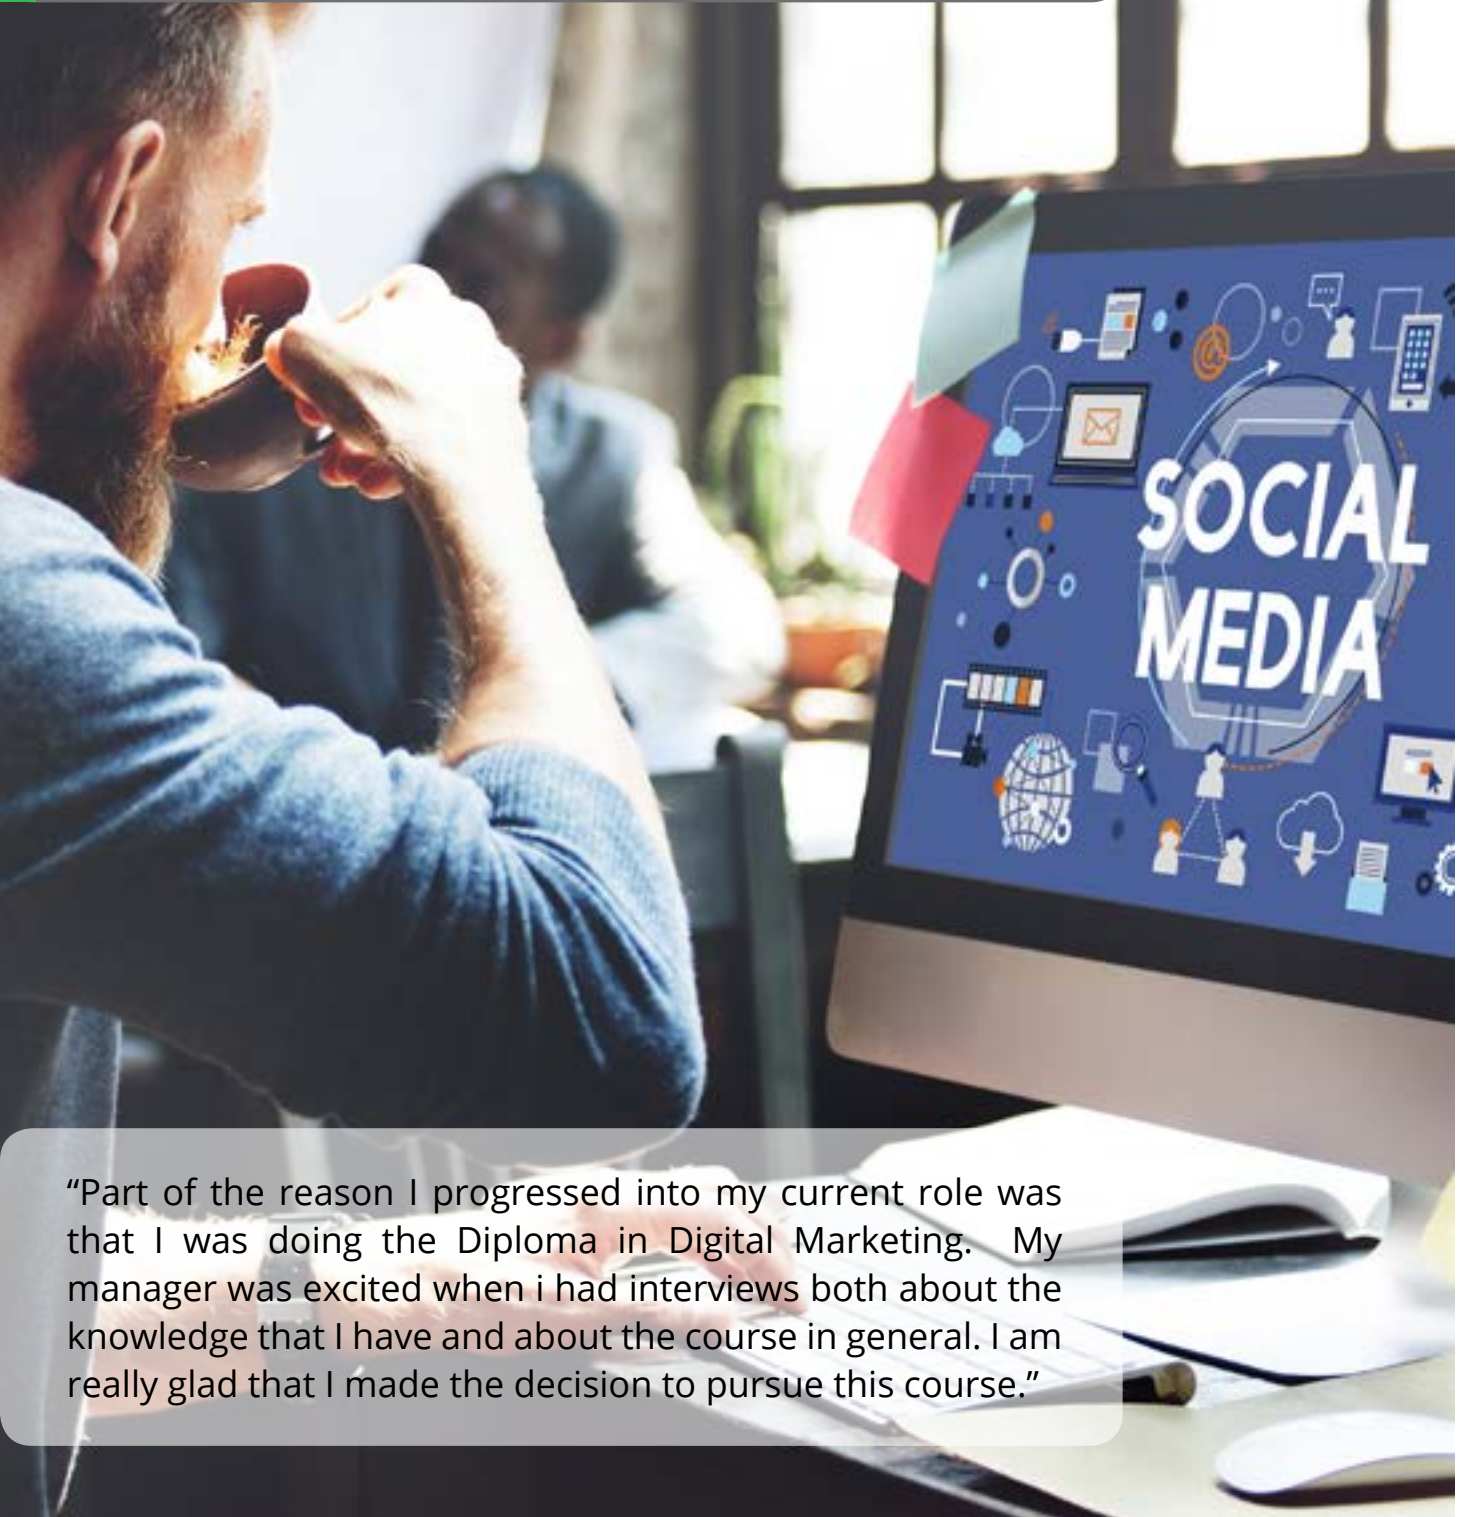 SOCIAL
MEDIA
“Part of the reason I progressed into my current role was
that I was doing the Diploma in Digital Marketing. My
manager was excited when i had interviews both about the
knowledge that I have and about the course in general. I am
really glad that I made the decision to pursue this course.”